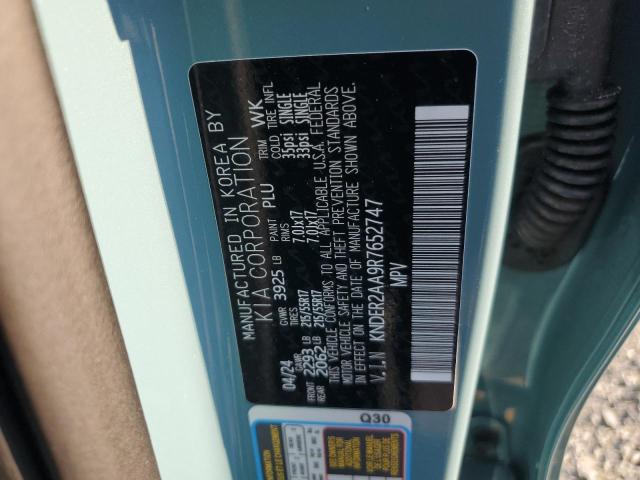 MANUFACTURED IN KOREA BY
KIA CORPORATION
04/24 GVWR 3925 LB PAINT PLU TRIM WK
GAWR TIRES RIMS COLD TIRE INFL
FRONT 2293 LB 215/55R17 7.0Jx17 35psi SINGLE
REAR 2062 LB 215/55R17 7.0Jx17 33psi SINGLE
THIS VEHICLE CONFORMS TO ALL APPLICABLE U.S.A. FEDERAL
MOTOR VEHICLE SAFETY AND THEFT PREVENTION STANDARDS
IN EFFECT ON THE DATE OF MANUFACTURE SHOWN ABOVE.
V.I.N KNDER2AA9R7652747
MPV
Q30